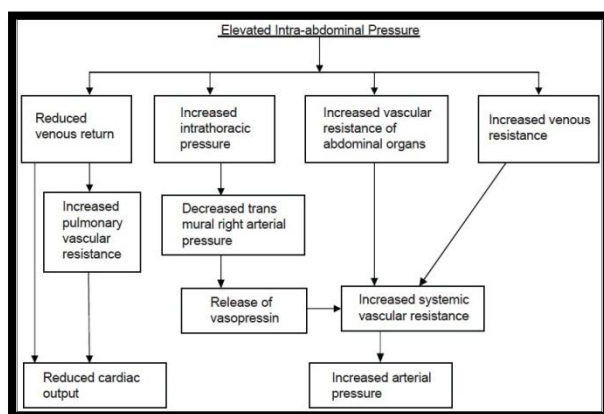 Elevated Intra-abdominal Pressure
Reduced
venous return
Increased
intrathoracic
pressure
Increased vascular
resistance of
abdominal organs
Increased venous
resistance
Increased
pulmonary
vascular
resistance
Decreased trans
mural right arterial
pressure
Release of
vasopressin
Increased systemic
vascular resistance
Reduced cardiac
output
Increased arterial
pressure